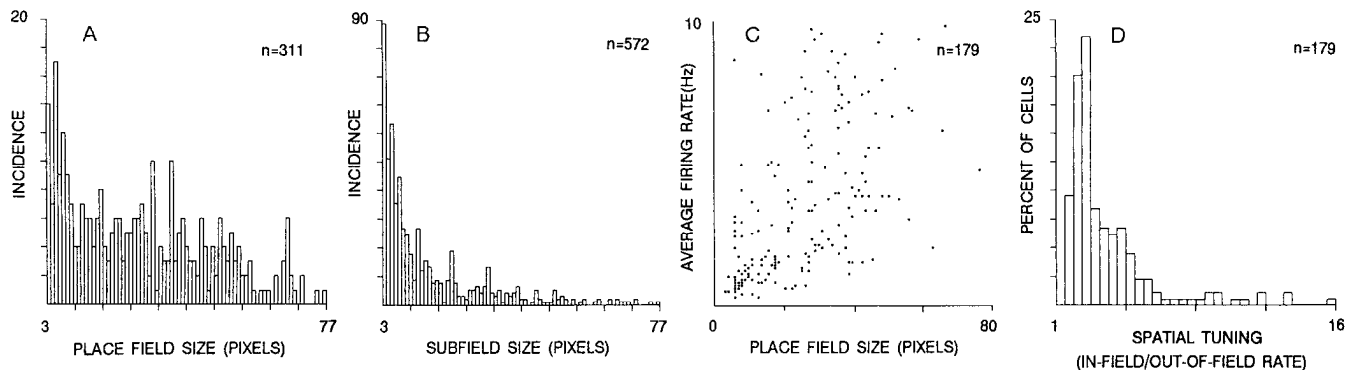 20
A
n=311
INCIDENCE
3
77
PLACE FIELD SIZE (PIXELS)
90
B
n=572
INCIDENCE
3
77
SUBFIELD SIZE (PIXELS)
10
C
n=179
AVERAGE FIRING RATE(Hz)
0
80
PLACE FIELD SIZE (PIXELS)
25
D
n=179
PERCENT OF CELLS
1
16
SPATIAL TUNING
(IN-FIELD/OUT-OF-FIELD RATE)